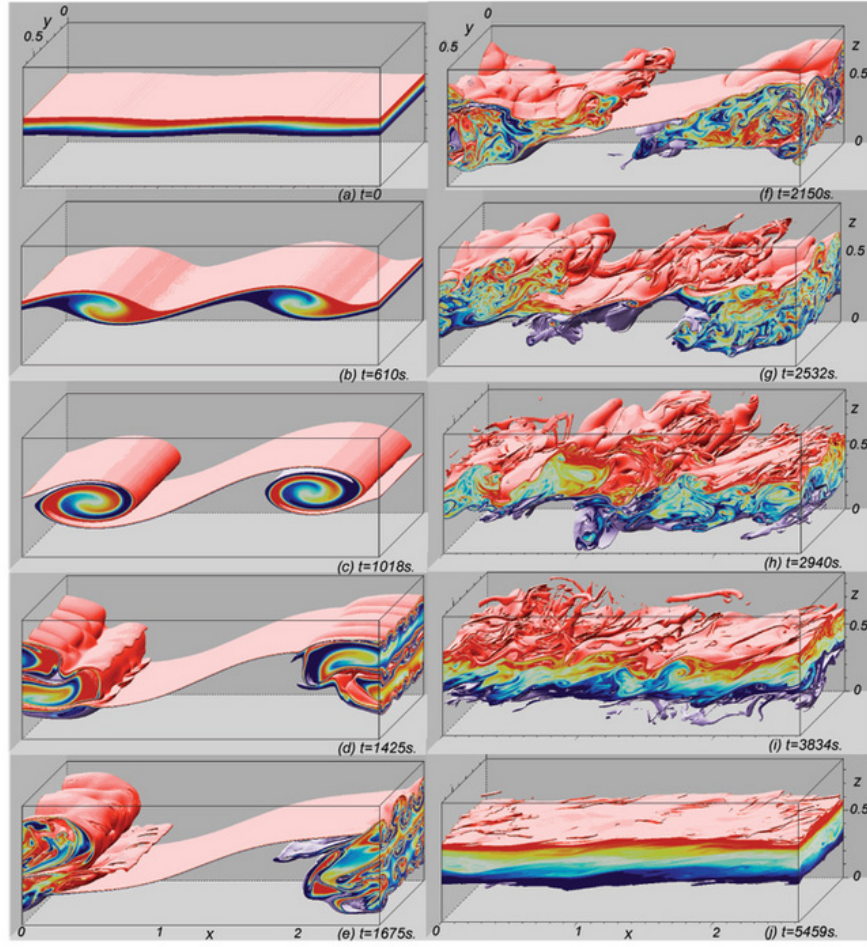 0
y
0.5
(a) t=0
(b) t=610s.
(c) t=1018s.
(d) t=1425s.
0 1 x 2
(e) t=1675s.
0
y
0.5
z
0.5
0
(f) t=2150s.
z
0.5
0
(g) t=2532s.
z
0.5
0
(h) t=2940s.
z
0.5
0
(i) t=3834s.
z
0.5
0
0 1 x 2
(j) t=5459s.